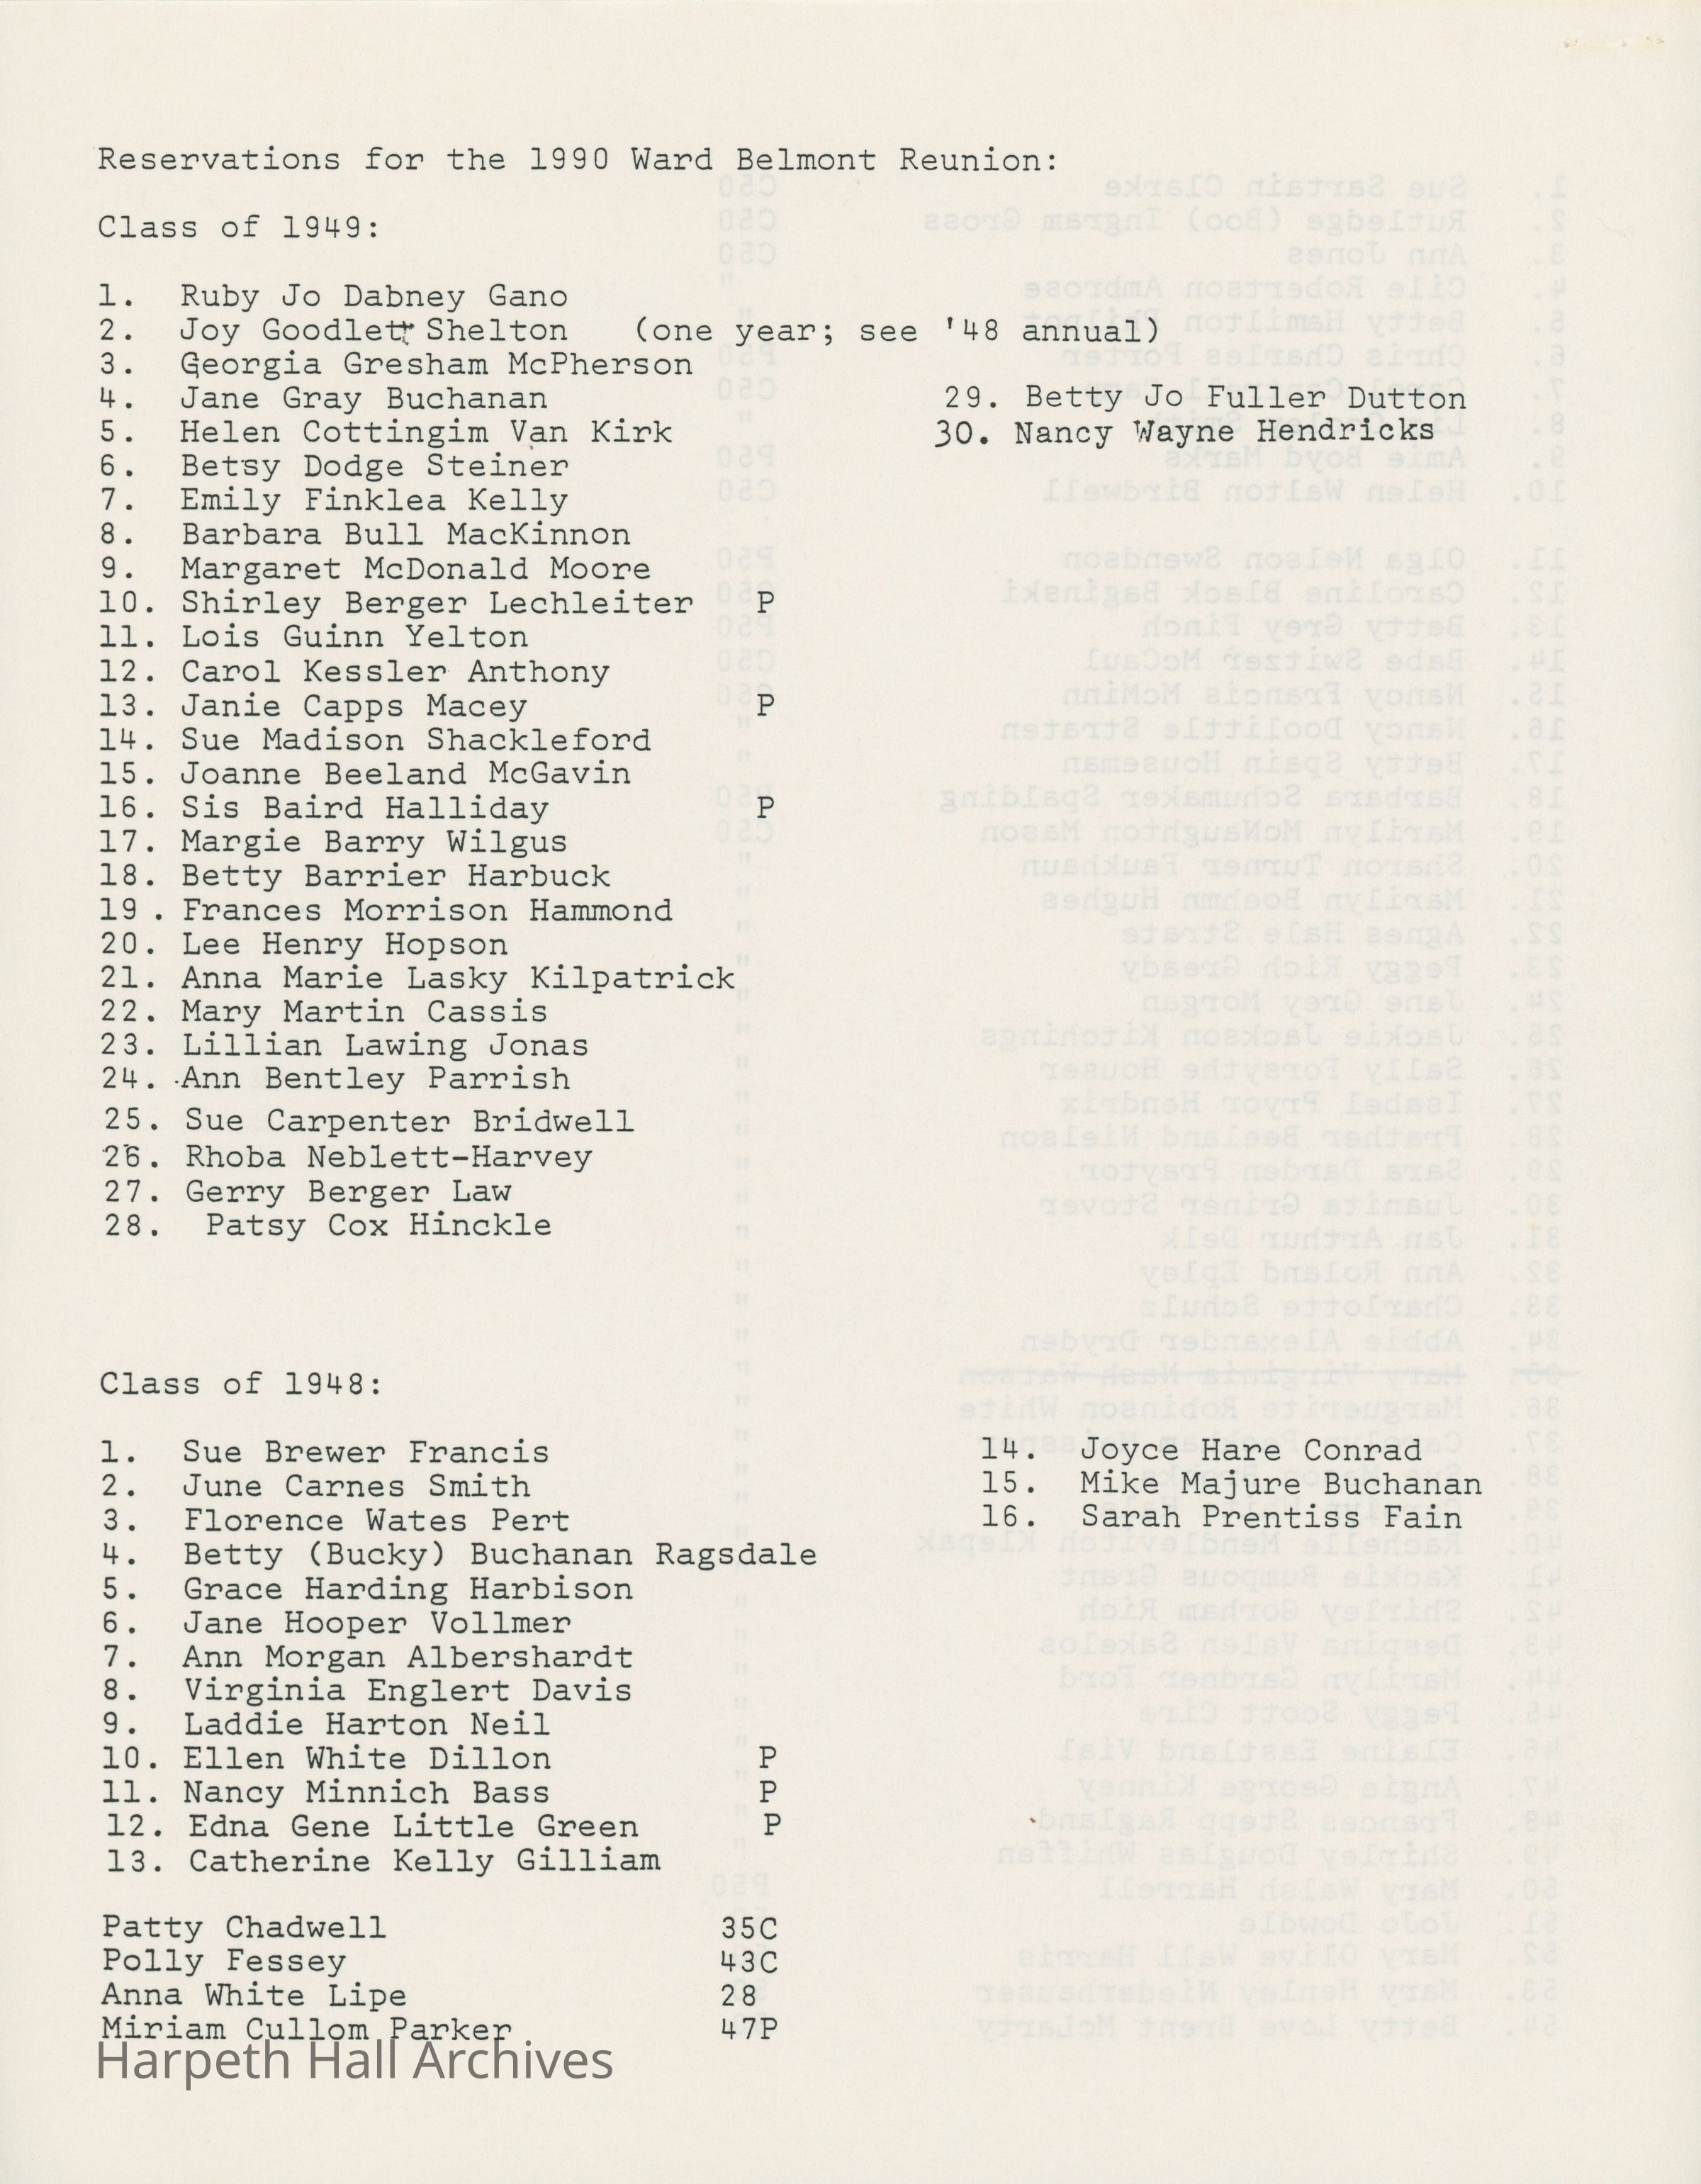 Reservations for the 1990 Ward Belmont Reunion:
Class of 1949:
1. Ruby Jo Dabney Gano
2. Joy Goodlett Shelton (one year; see '48 annual)
3. Georgia Gresham McPherson
4. Jane Gray Buchanan
5. Helen Cottingim Van Kirk
6. Betsy Dodge Steiner
7. Emily Finklea Kelly
8. Barbara Bull MacKinnon
9. Margaret McDonald Moore
10. Shirley Berger Lechleiter P
11. Lois Guinn Yelton
12. Carol Kessler Anthony
13. Janie Capps Macey P
14. Sue Madison Shackleford
15. Joanne Beeland McGavin
16. Sis Baird Halliday P
17. Margie Barry Wilgus
18. Betty Barrier Harbuck
19. Frances Morrison Hammond
20. Lee Henry Hopson
21. Anna Marie Lasky Kilpatrick
22. Mary Martin Cassis
23. Lillian Lawing Jonas
24. Ann Bentley Parrish
25. Sue Carpenter Bridwell
26. Rhoba Neblett-Harvey
27. Gerry Berger Law
28. Patsy Cox Hinckle
29. Betty Jo Fuller Dutton
30. Nancy Wayne Hendricks
Class of 1948:
1. Sue Brewer Francis
2. June Carnes Smith
3. Florence Wates Pert
4. Betty (Bucky) Buchanan Ragsdale
5. Grace Harding Harbison
6. Jane Hooper Vollmer
7. Ann Morgan Albershardt
8. Virginia Englert Davis
9. Laddie Harton Neil
10. Ellen White Dillon P
11. Nancy Minnich Bass P
12. Edna Gene Little Green P
13. Catherine Kelly Gilliam
14. Joyce Hare Conrad
15. Mike Majure Buchanan
16. Sarah Prentiss Fain
Patty Chadwell 35C
Polly Fessey 43C
Anna White Lipe 28
Miriam Cullom Parker 47P
Harpeth Hall Archives